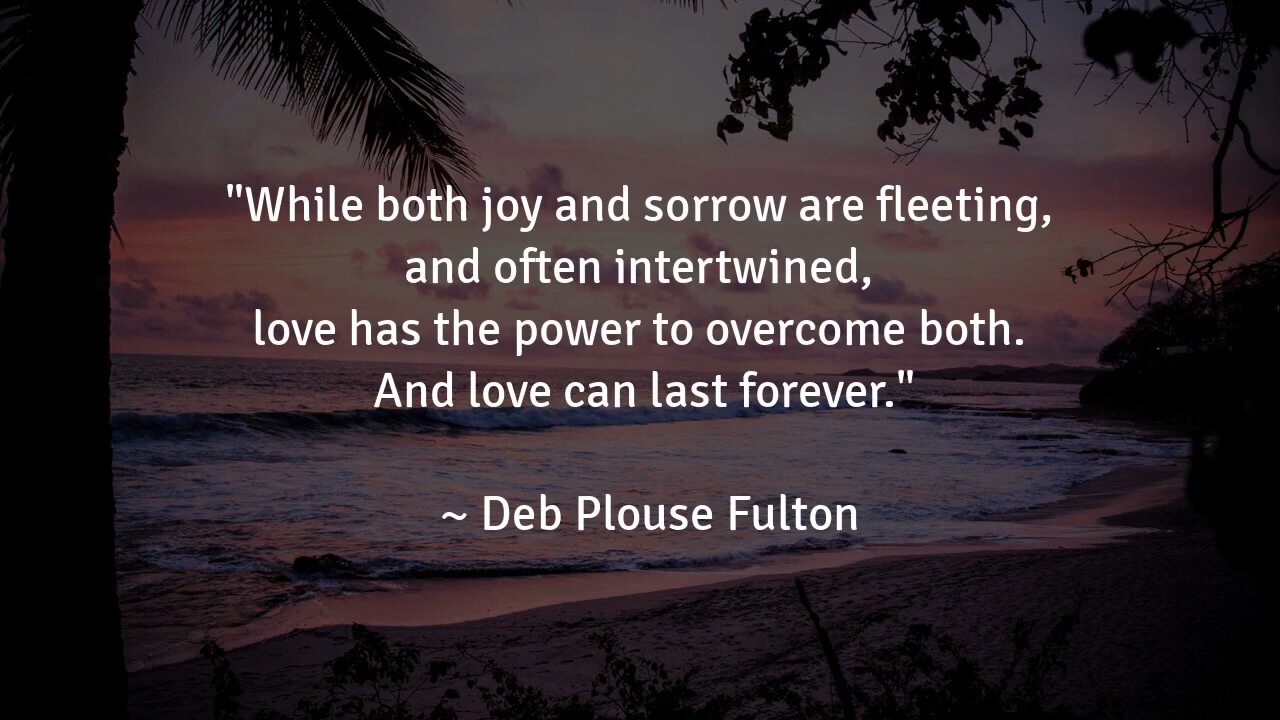 "While both joy and sorrow are fleeting,
and often intertwined,
love has the power to overcome both.
And love can last forever."
~ Deb Plouse Fulton